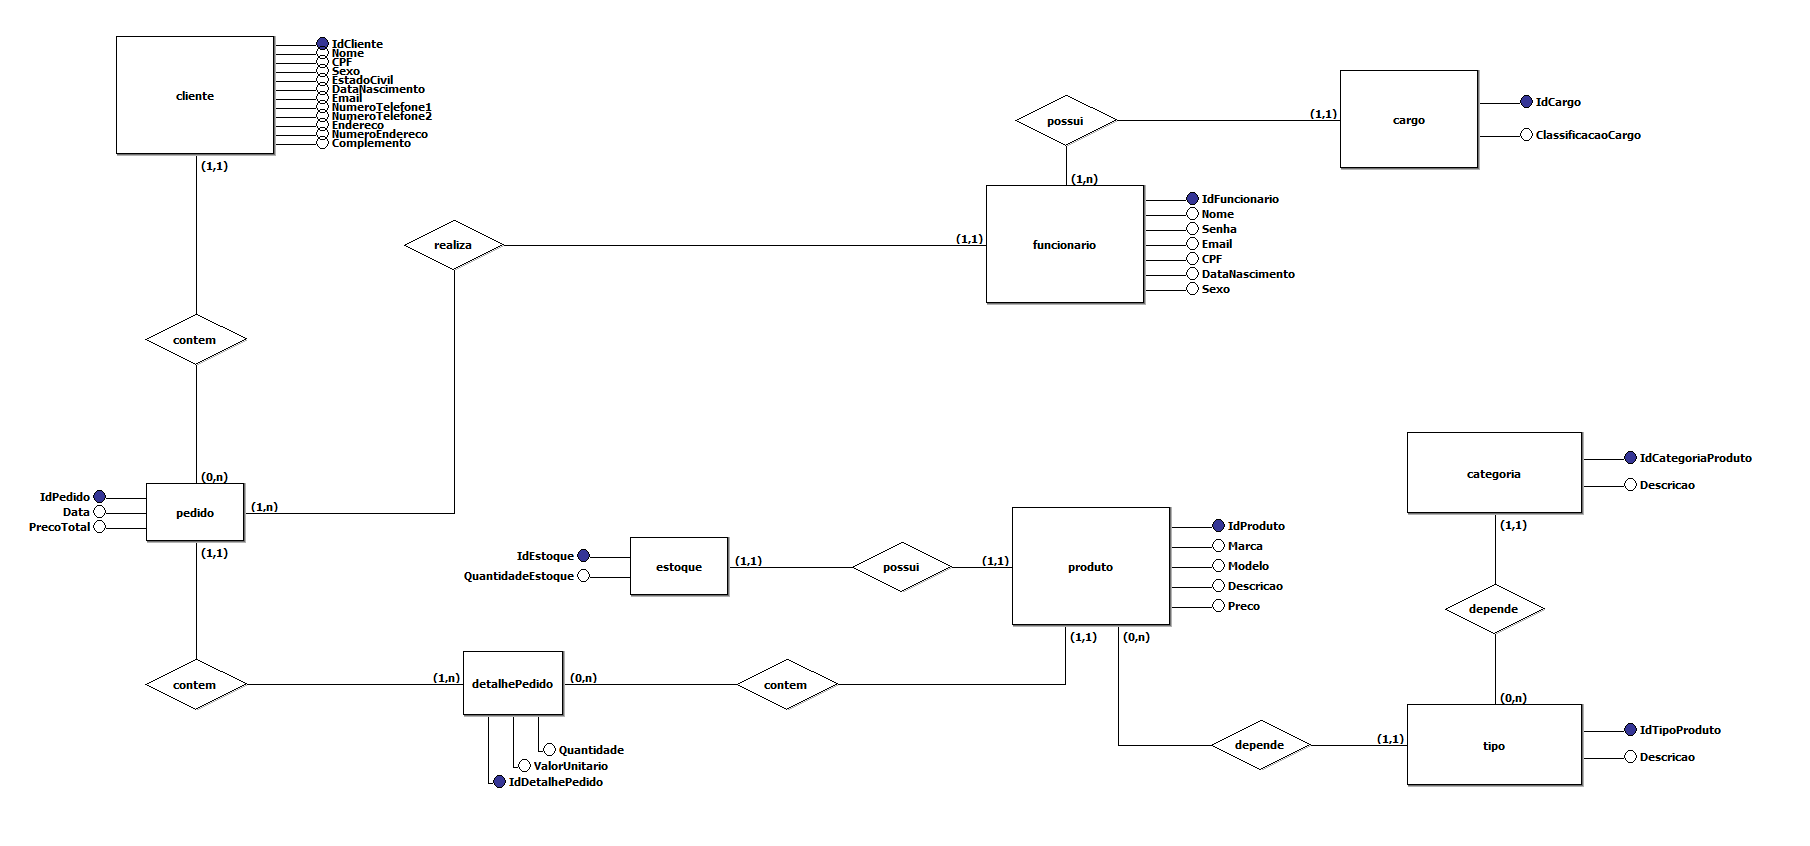 cliente
IdCliente
Nome
CPF
Sexo
EstadoCivil
DataNascimento
Email
NumeroTelefone1
NumeroTelefone2
Endereco
NumeroEndereco
Complemento
(1,1)
possui
(1,1)
cargo
IdCargo
ClassificacaoCargo
(1,n)
realiza
(1,1)
funcionario
IdFuncionario
Nome
Senha
Email
CPF
DataNascimento
Sexo
contem
(0,n)
IdPedido
Data
PrecoTotal
pedido
(1,n)
(1,1)
categoria
IdCategoriaProduto
Descricao
(1,1)
IdEstoque
QuantidadeEstoque
estoque
(1,1)
possui
(1,1)
produto
IdProduto
Marca
Modelo
Descricao
Preco
(1,1)
(0,n)
depende
(0,n)
contem
(1,n)
detalhePedido
(0,n)
contem
Quantidade
ValorUnitario
IdDetalhePedido
depende
(1,1)
tipo
IdTipoProduto
Descricao